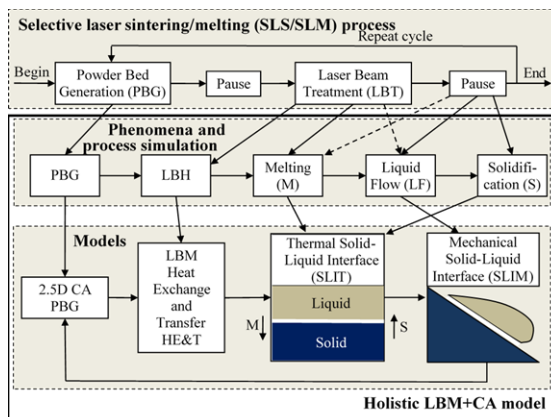 Selective laser sintering/melting (SLS/SLM) process
Repeat cycle
Begin
Powder Bed
Generation (PBG)
Pause
Laser Beam
Treatment (LBT)
Pause
End
Phenomena and
process simulation
PBG
LBH
Melting
(M)
Liquid
Flow (LF)
Solidifi-
cation (S)
Models
2.5D CA
PBG
LBM
Heat
Exchange
and
Transfer
HE&T
Thermal Solid-
Liquid Interface
(SLIT)
Liquid
M
S
Solid
Mechanical
Solid-Liquid
Interface (SLIM)
Holistic LBM+CA model